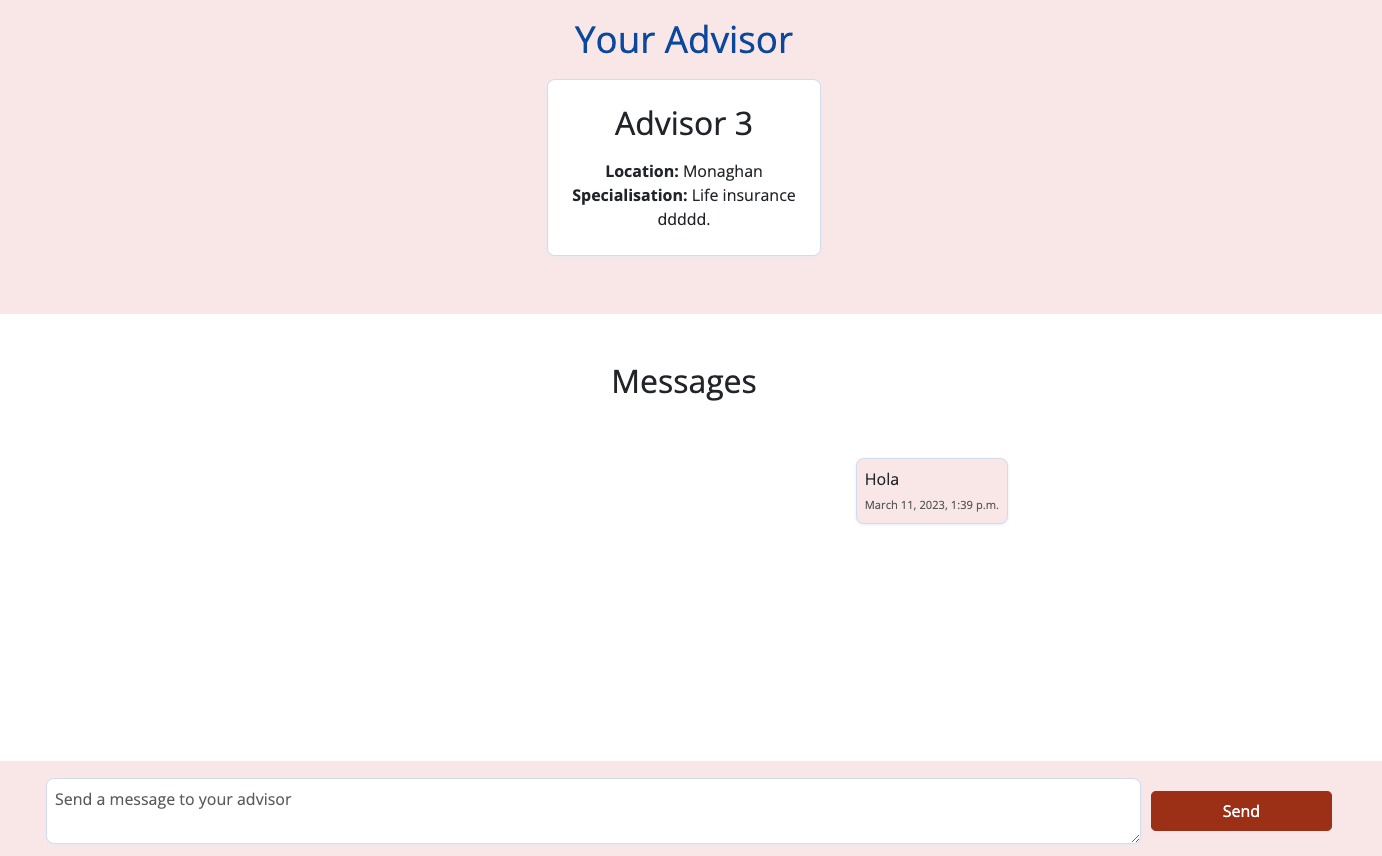 Your Advisor
Advisor 3
Location: Monaghan
Specialisation: Life insurance
ddddd.
Messages
Hola
March 11, 2023, 1:39 p.m.
Send a message to your advisor
Send